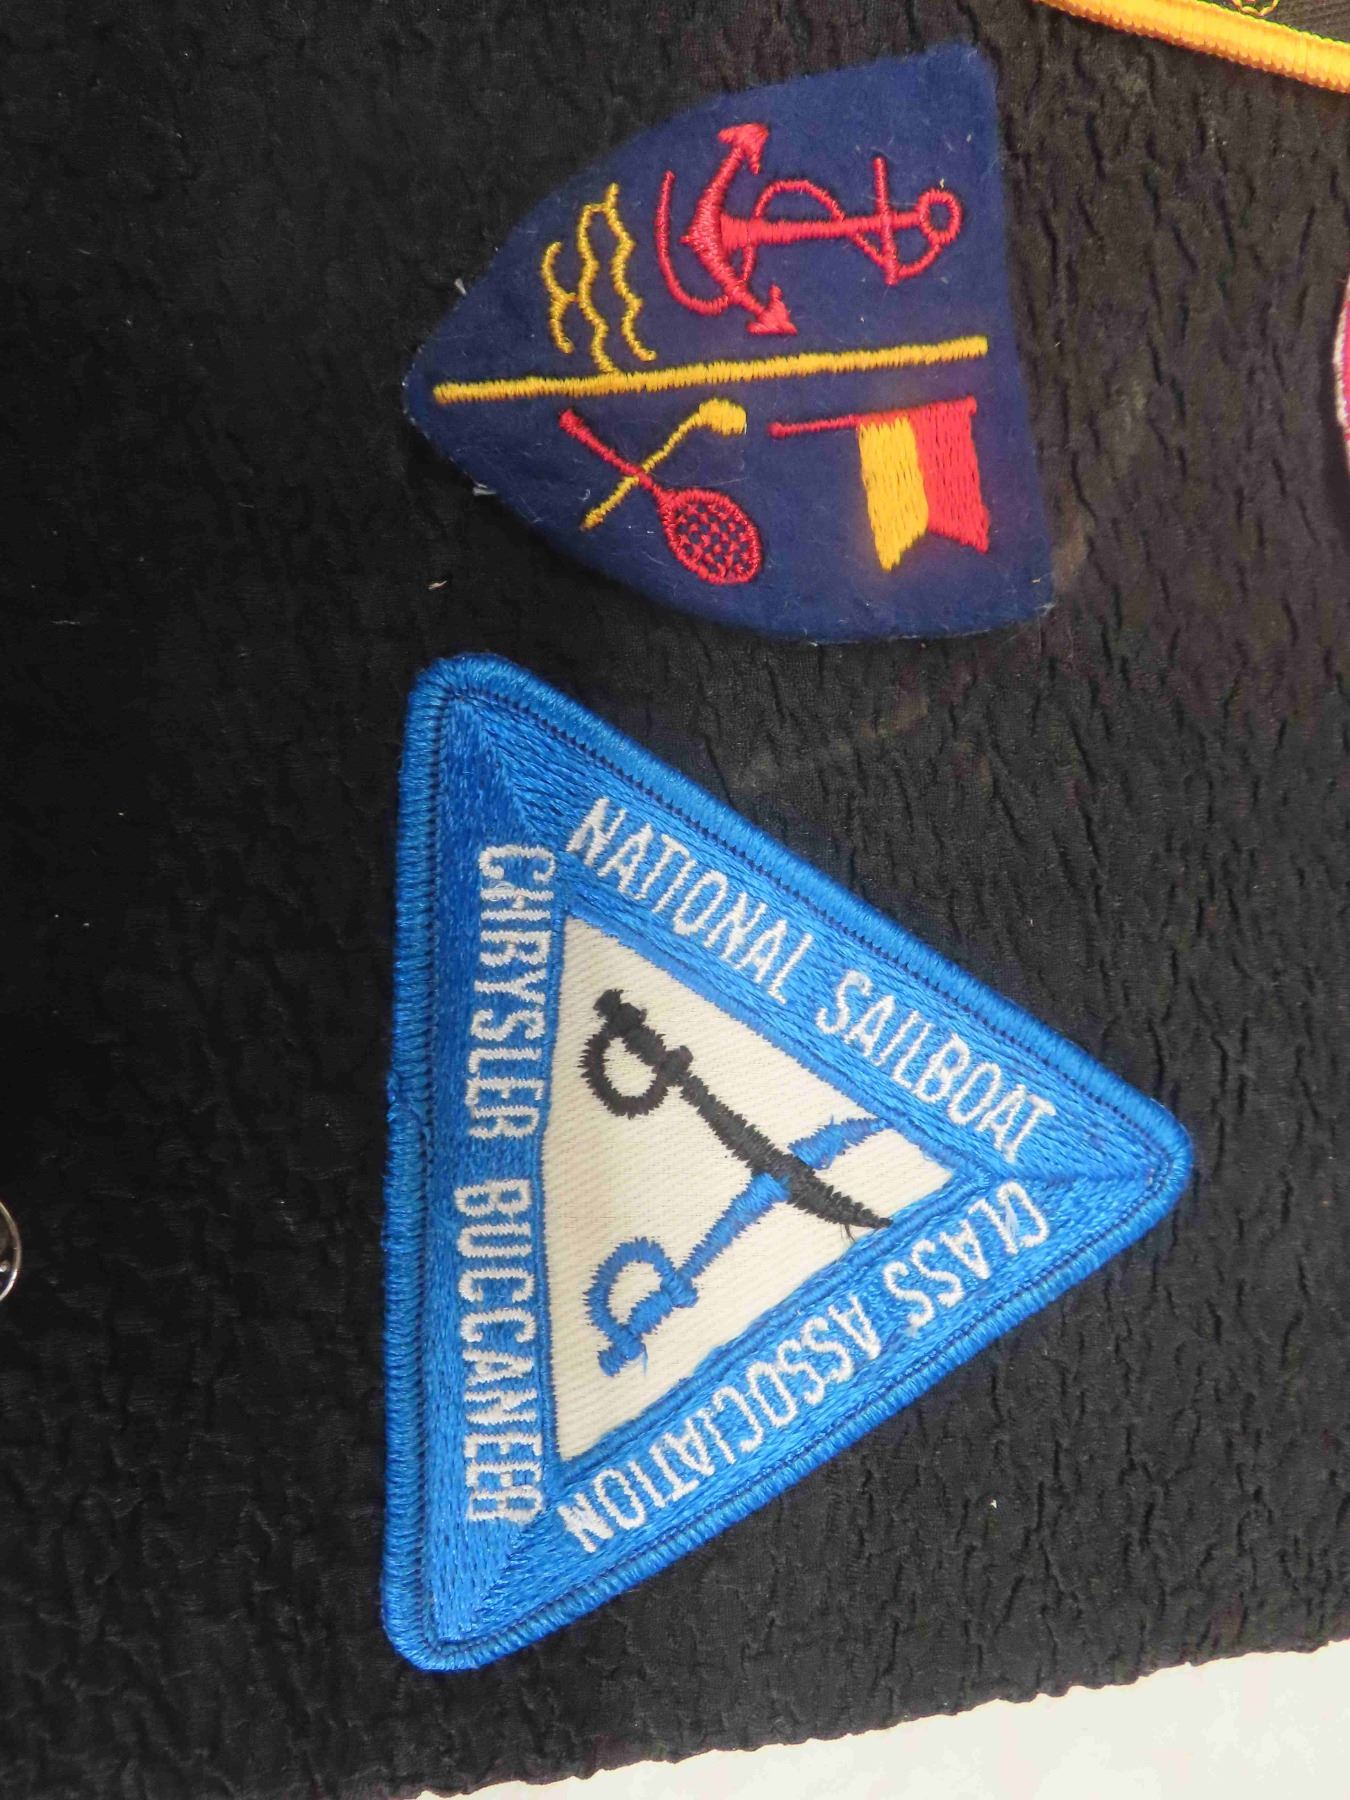 NATIONAL SAILBOAT
CLASS ASSOCIATION
CHRYSLER BUCCANEER